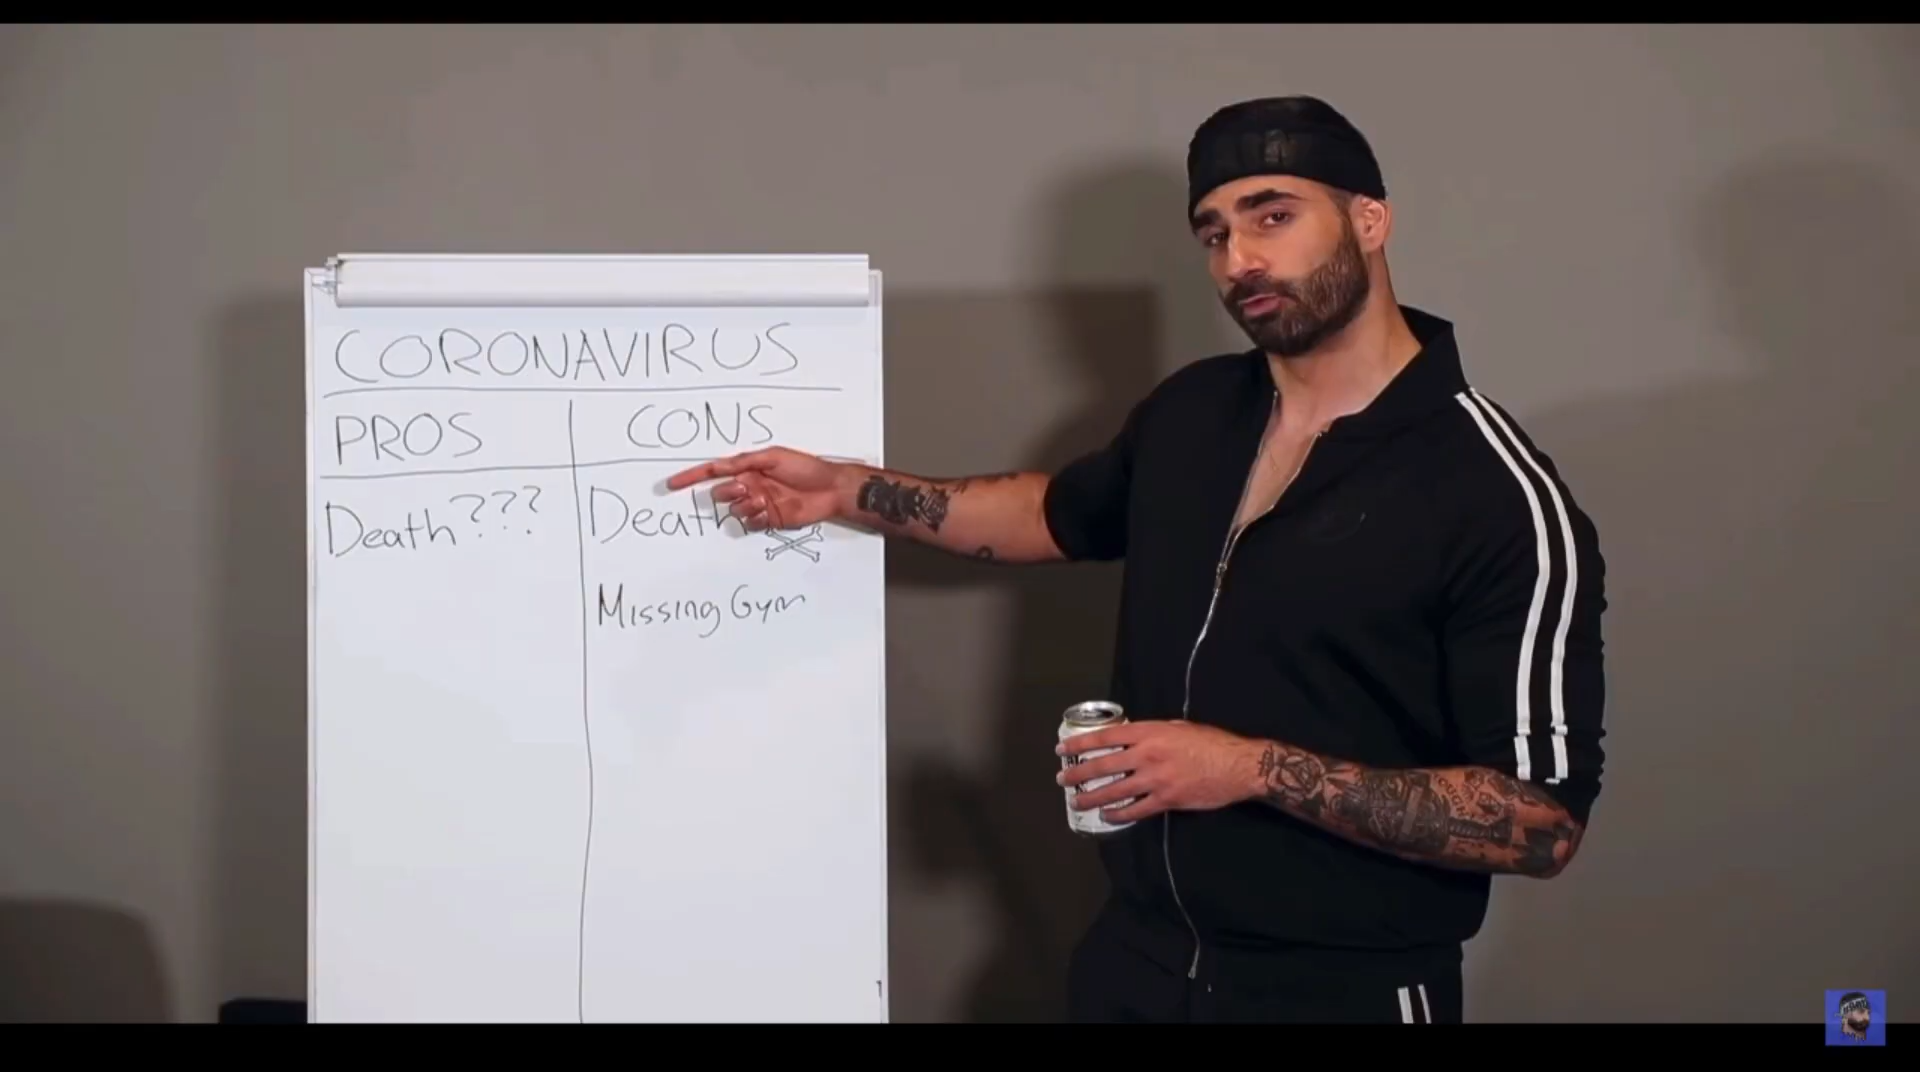 CORONAVIRUS
PROS
CONS
Death???
Death
Missing Gym